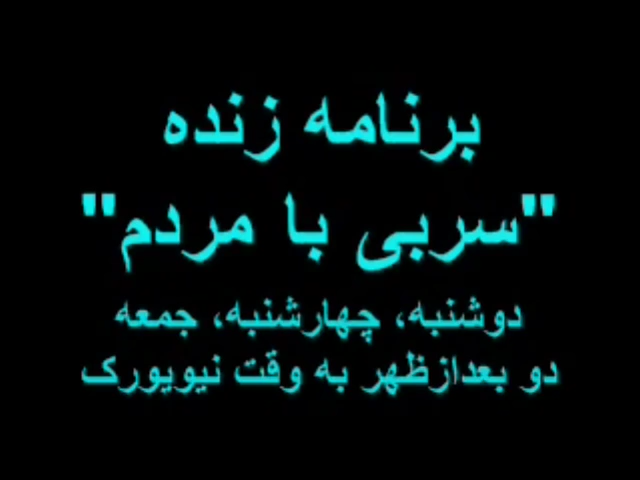 برنامه زنده
"سربی با مردم"
دوشنبه، چهارشنبه، جمعه
دو بعدازظهر به وقت نیویورک